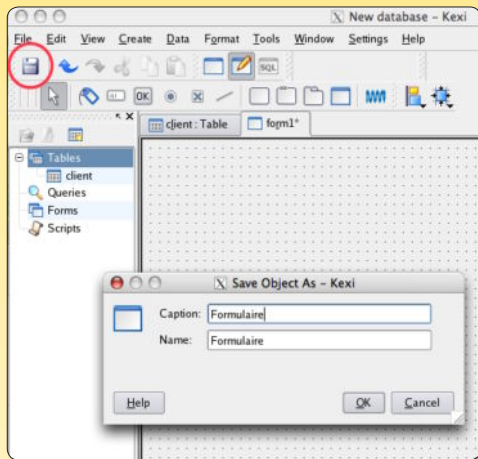 New database – Kexi
File Edit View Create Data Format Tools Window Settings Help
SQL
OK
client : Table form1*
Tables
client
Queries
Forms
Scripts
Save Object As – Kexi
Caption: Formulaire
Name: Formulaire
Help OK Cancel